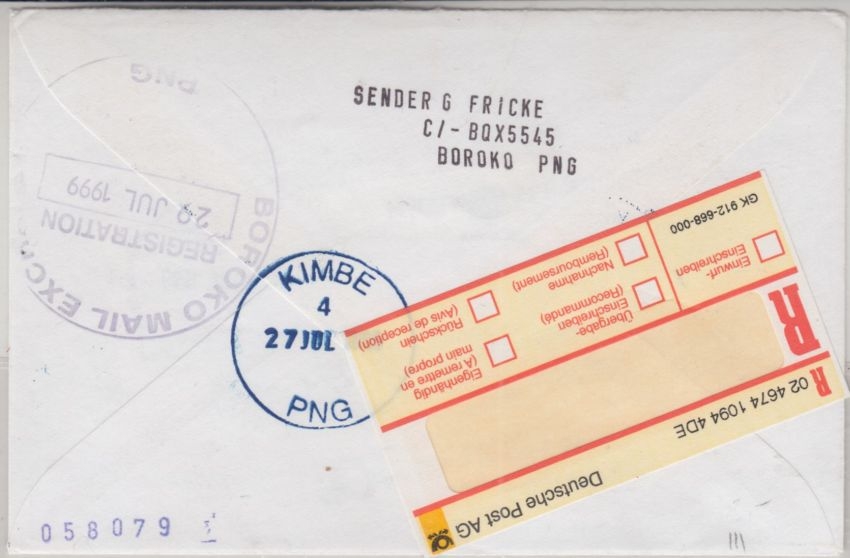 SENDER G FRICKE
C/- BOX5545
BOROKO PNG
PNG
29 JUL 1999
REGISTRATION
BOROKO MAIL EXC
KIMBE
4
27 JUL
PNG
Deutsche Post AG
R 02 4674 1094 4DE
R
Eigenhändig
(A remettre en
main propre)
Rückschein
(Avis de réception)
Übergabe-
Einschreiben
(Recommandé)
Nachnahme
(Remboursement)
Einwurf-
Einschreiben
GK 912-668-000
058079